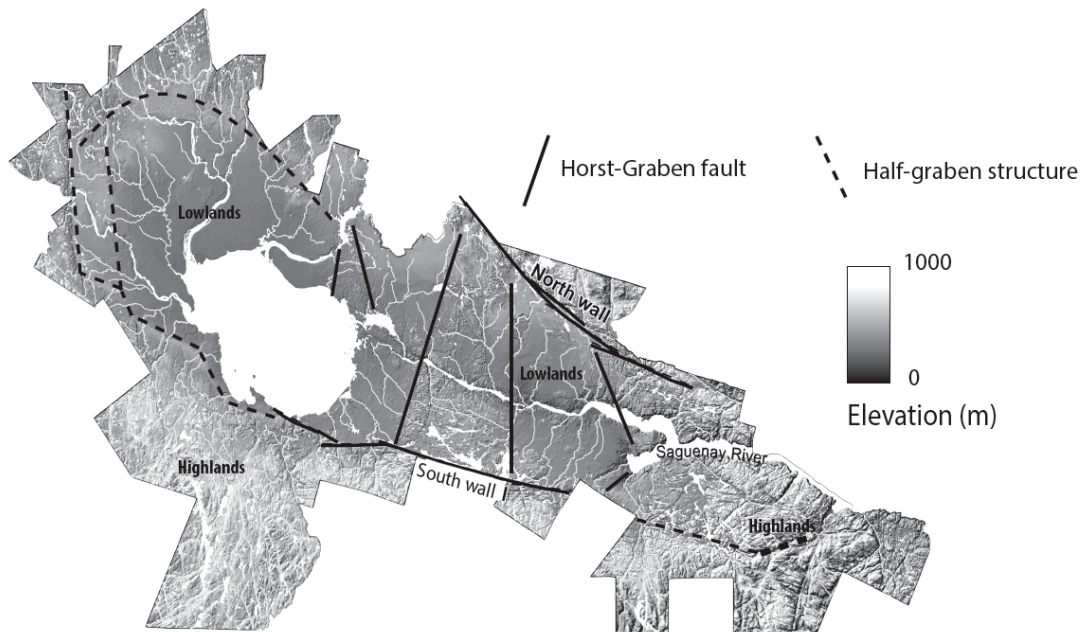 Horst-Graben fault
Half-graben structure
Lowlands
North wall
1000
0
Elevation (m)
Lowlands
Saguenay River
Highlands
South wall
Highlands